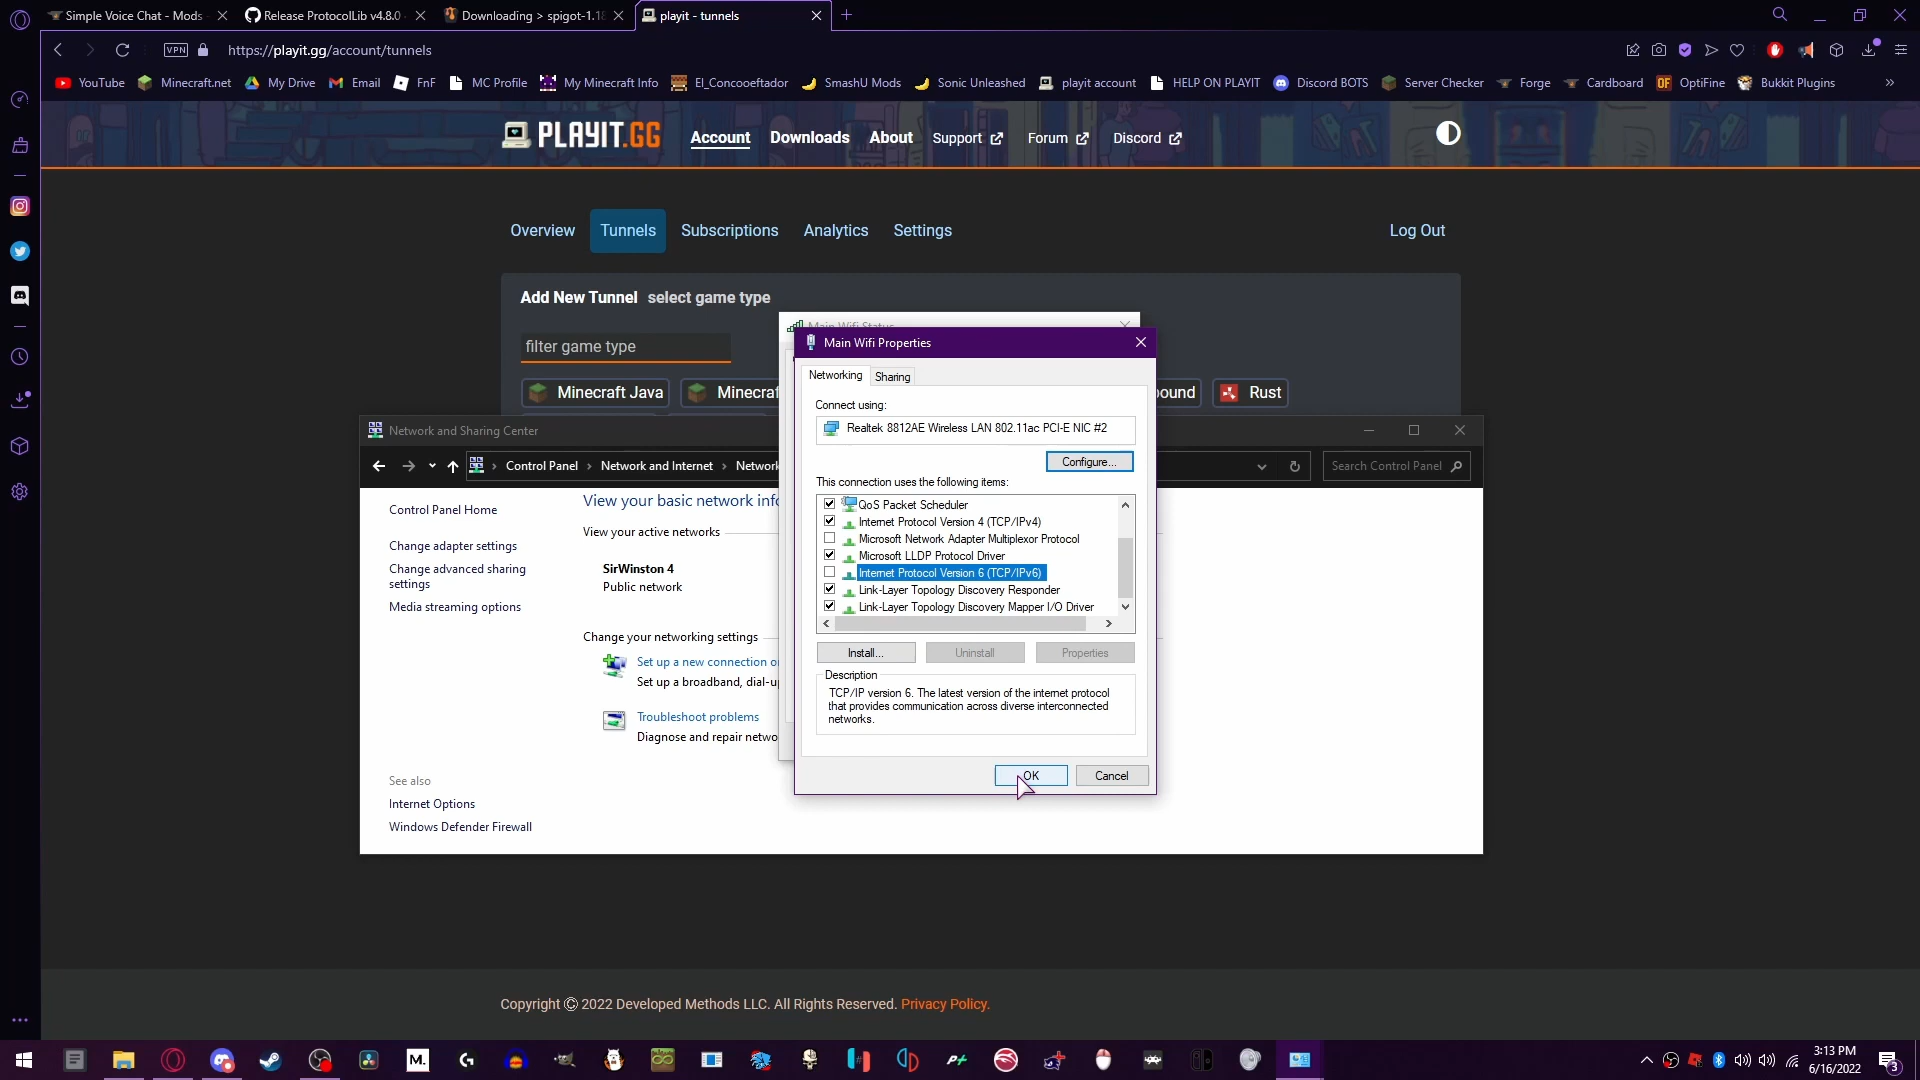 Simple Voice Chat - Mods
Release ProtocolLib v4.8.0
Downloading > spigot-1.18
playit - tunnels
VPN
https://playit.gg/account/tunnels
YouTube
Minecraft.net
My Drive
Email
FnF
MC Profile
My Minecraft Info
El_Concooeftador
SmashU Mods
Sonic Unleashed
playit account
HELP ON PLAYIT
Discord BOTS
Server Checker
Forge
Cardboard
OF OptiFine
Bukkit Plugins
PLAYIT.GG
Account
Downloads
About
Support
Forum
Discord
Overview
Tunnels
Subscriptions
Analytics
Settings
Log Out
Add New Tunnel select game type
filter game type
Minecraft Java
Minecraf
ound
Rust
Main Wifi Status
Main Wifi Properties
Networking
Sharing
Connect using:
Realtek 8812AE Wireless LAN 802.11ac PCI-E NIC #2
Configure...
This connection uses the following items:
QoS Packet Scheduler
Internet Protocol Version 4 (TCP/IPv4)
Microsoft Network Adapter Multiplexor Protocol
Microsoft LLDP Protocol Driver
Internet Protocol Version 6 (TCP/IPv6)
Link-Layer Topology Discovery Responder
Link-Layer Topology Discovery Mapper I/O Driver
Install...
Uninstall
Properties
Description
TCP/IP version 6. The latest version of the internet protocol
that provides communication across diverse interconnected
networks.
OK
Cancel
Network and Sharing Center
Control Panel
Network and Internet
Network
Search Control Panel
Control Panel Home
Change adapter settings
Change advanced sharing
settings
Media streaming options
See also
Internet Options
Windows Defender Firewall
View your basic network info
View your active networks
SirWinston 4
Public network
Change your networking settings
Set up a new connection o
Set up a broadband, dial-up
Troubleshoot problems
Diagnose and repair netwo
Copyright © 2022 Developed Methods LLC. All Rights Reserved. Privacy Policy.
M.
3:13 PM
6/16/2022
3